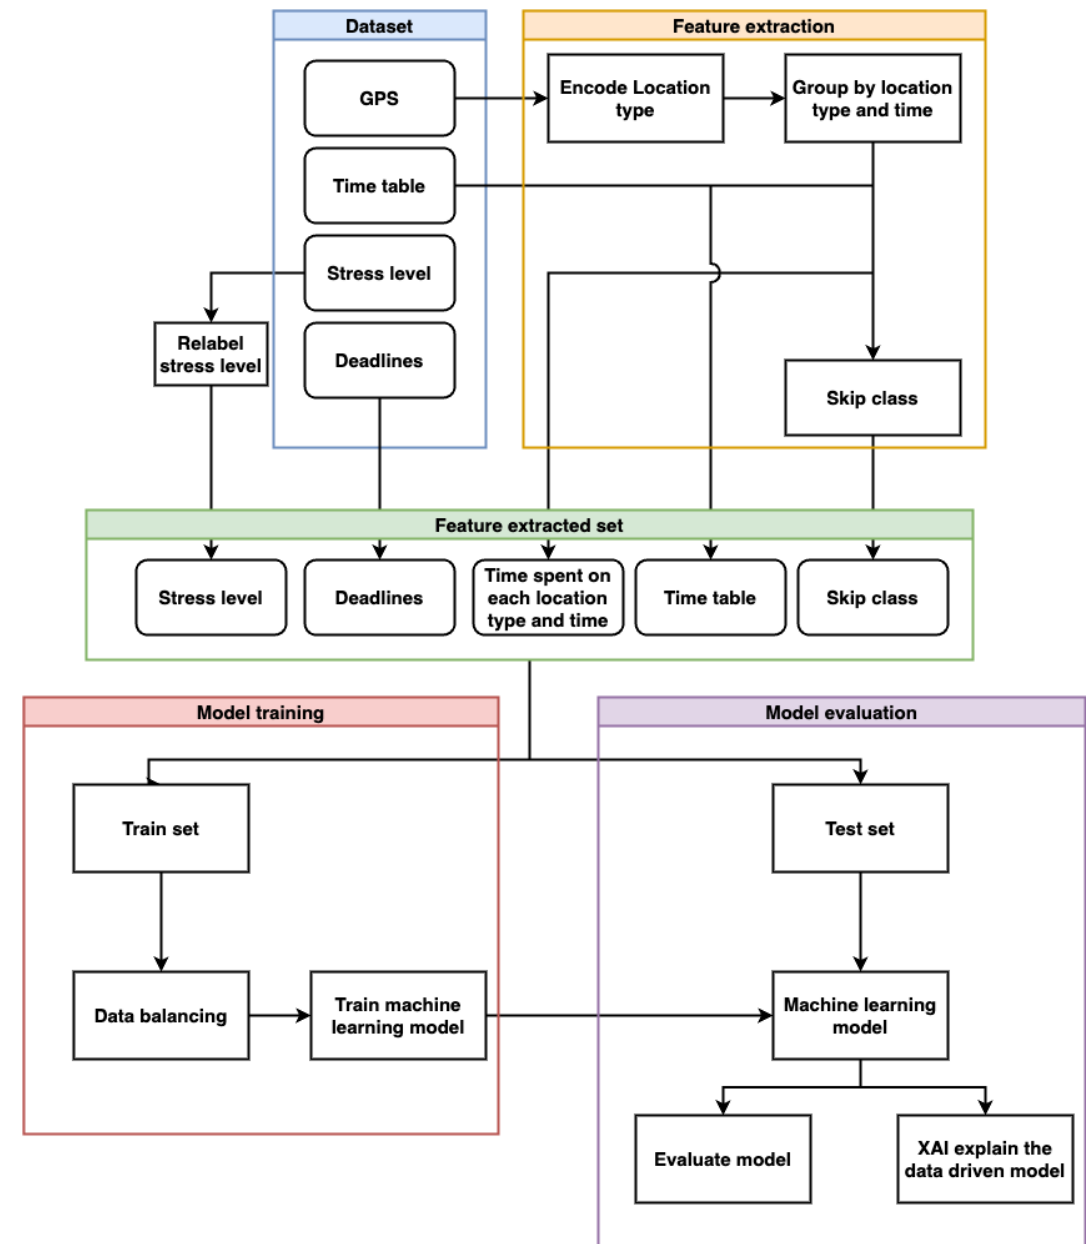 Dataset
Feature extraction
GPS
Encode Location
type
Group by location
type and time
Time table
Stress level
Relabel
stress level
Deadlines
Skip class
Feature extracted set
Stress level
Deadlines
Time spent on
each location
type and time
Time table
Skip class
Model training
Model evaluation
Train set
Test set
Data balancing
Train machine
learning model
Machine learning
model
Evaluate model
XAI explain the
data driven model